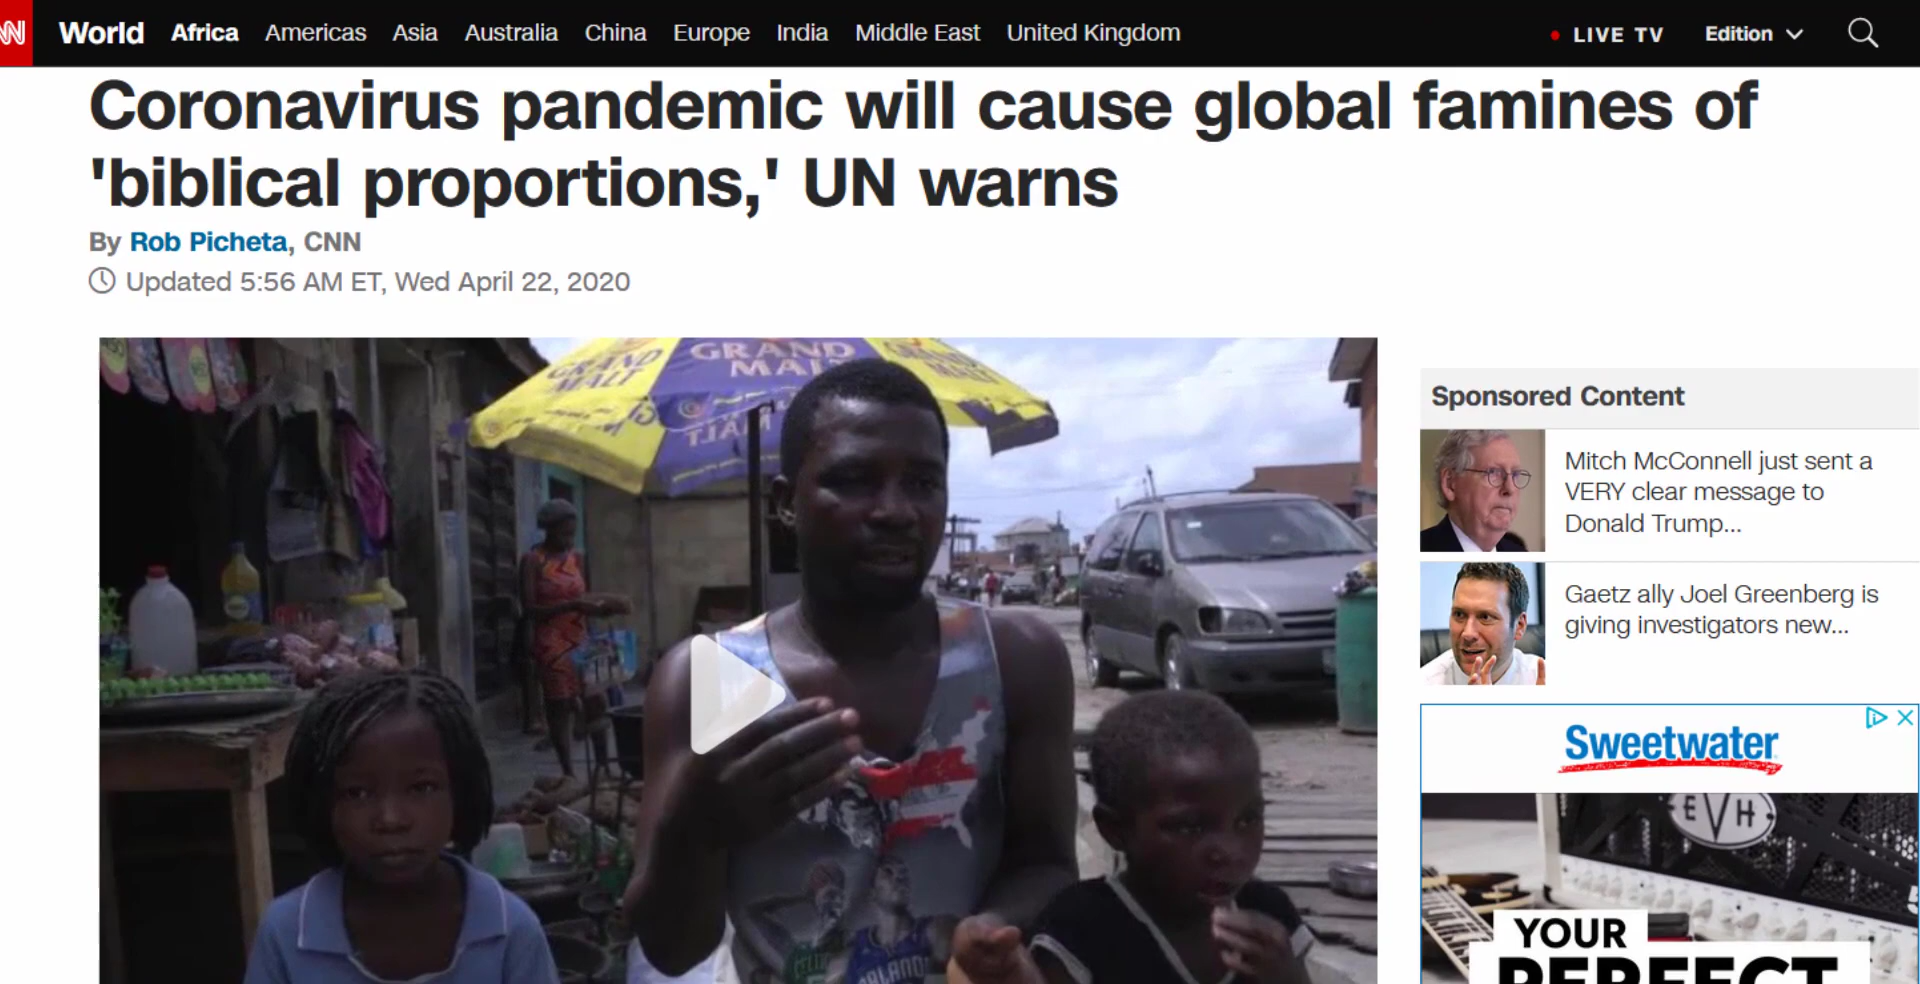 World Africa Americas Asia Australia China Europe India Middle East United Kingdom LIVE TV Edition
Coronavirus pandemic will cause global famines of
'biblical proportions,' UN warns
By Rob Picheta, CNN
Updated 5:56 AM ET, Wed April 22, 2020
GRAND
MALT
GRAND
MALT
Sponsored Content
Mitch McConnell just sent a
VERY clear message to
Donald Trump...
Gaetz ally Joel Greenberg is
giving investigators new...
Sweetwater
EVH
YOUR
PERFECT